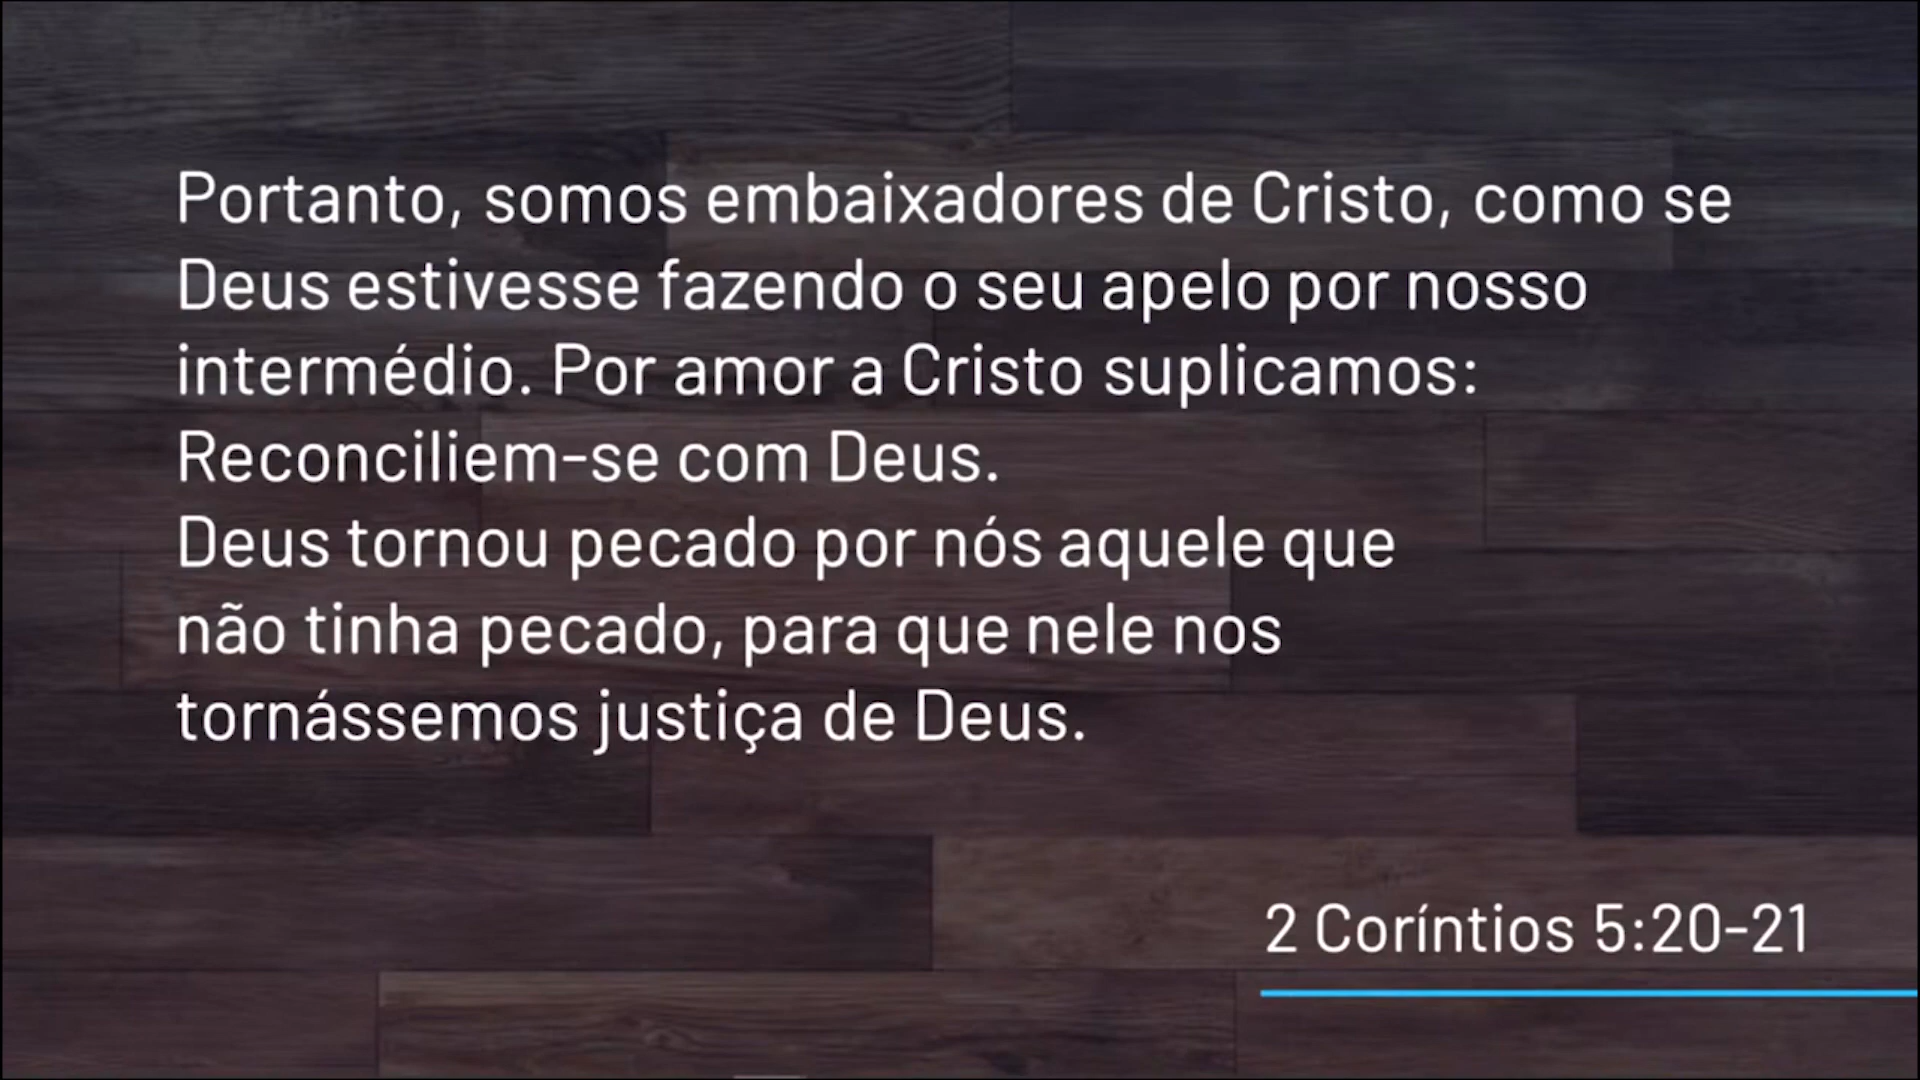 Portanto, somos embaixadores de Cristo, como se
Deus estivesse fazendo o seu apelo por nosso
intermédio. Por amor a Cristo suplicamos:
Reconciliem-se com Deus.
Deus tornou pecado por nós aquele que
não tinha pecado, para que nele nos
tornássemos justiça de Deus.
2 Coríntios 5:20-21